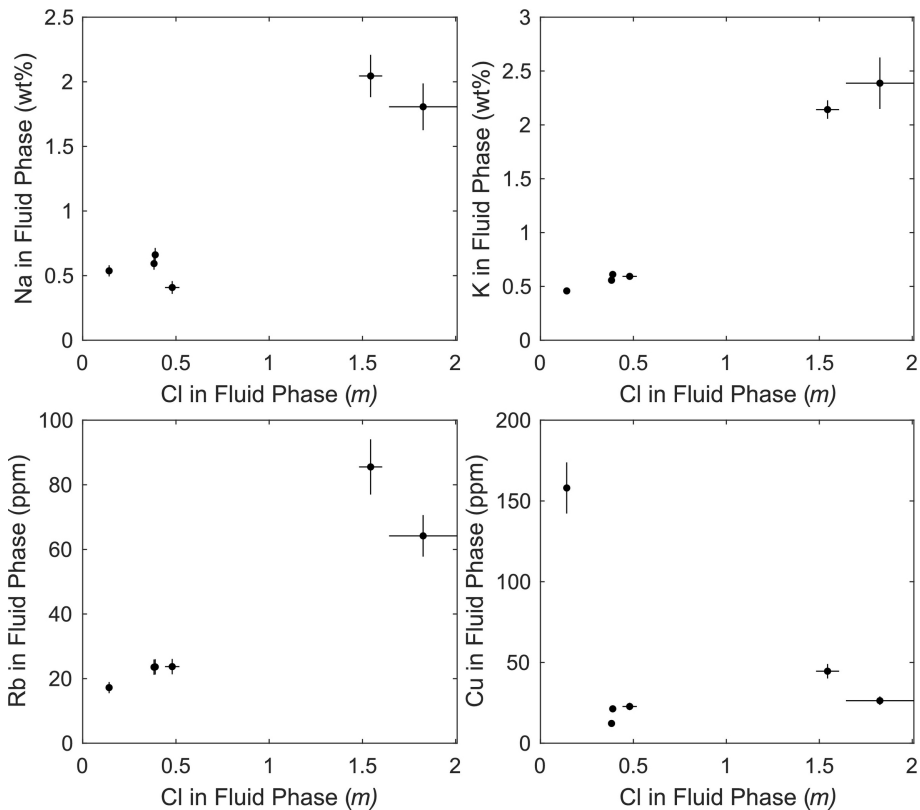 Na in Fluid Phase (wt%)
2.5
2
1.5
1
0.5
0
0 0.5 1 1.5 2
Cl in Fluid Phase (m)
K in Fluid Phase (wt%)
3
2.5
2
1.5
1
0.5
0
0 0.5 1 1.5 2
Cl in Fluid Phase (m)
Rb in Fluid Phase (ppm)
100
80
60
40
20
0
0 0.5 1 1.5 2
Cl in Fluid Phase (m)
Cu in Fluid Phase (ppm)
200
150
100
50
0
0 0.5 1 1.5 2
Cl in Fluid Phase (m)